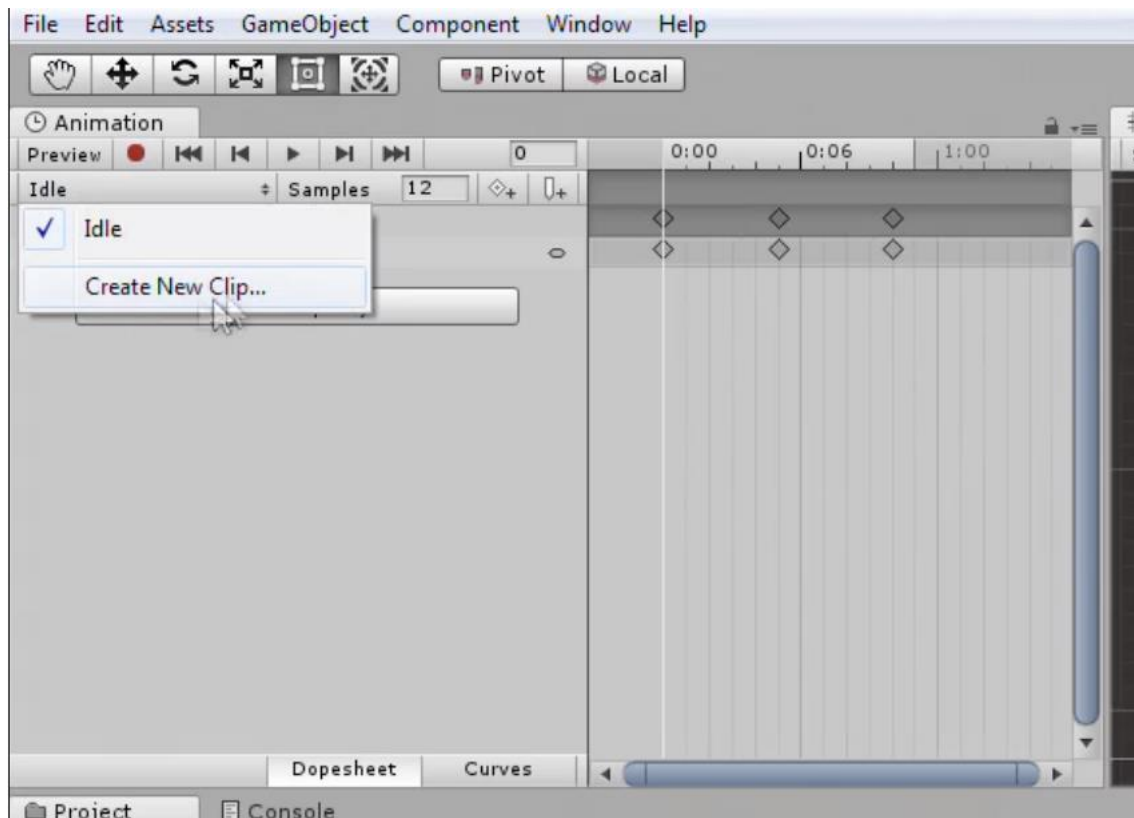 File Edit Assets GameObject Component Window Help
Pivot Local
Animation
Preview 0 0:00 0:06 1:00
Idle Samples 12
Idle
Create New Clip...
Dopesheet Curves
Project Console